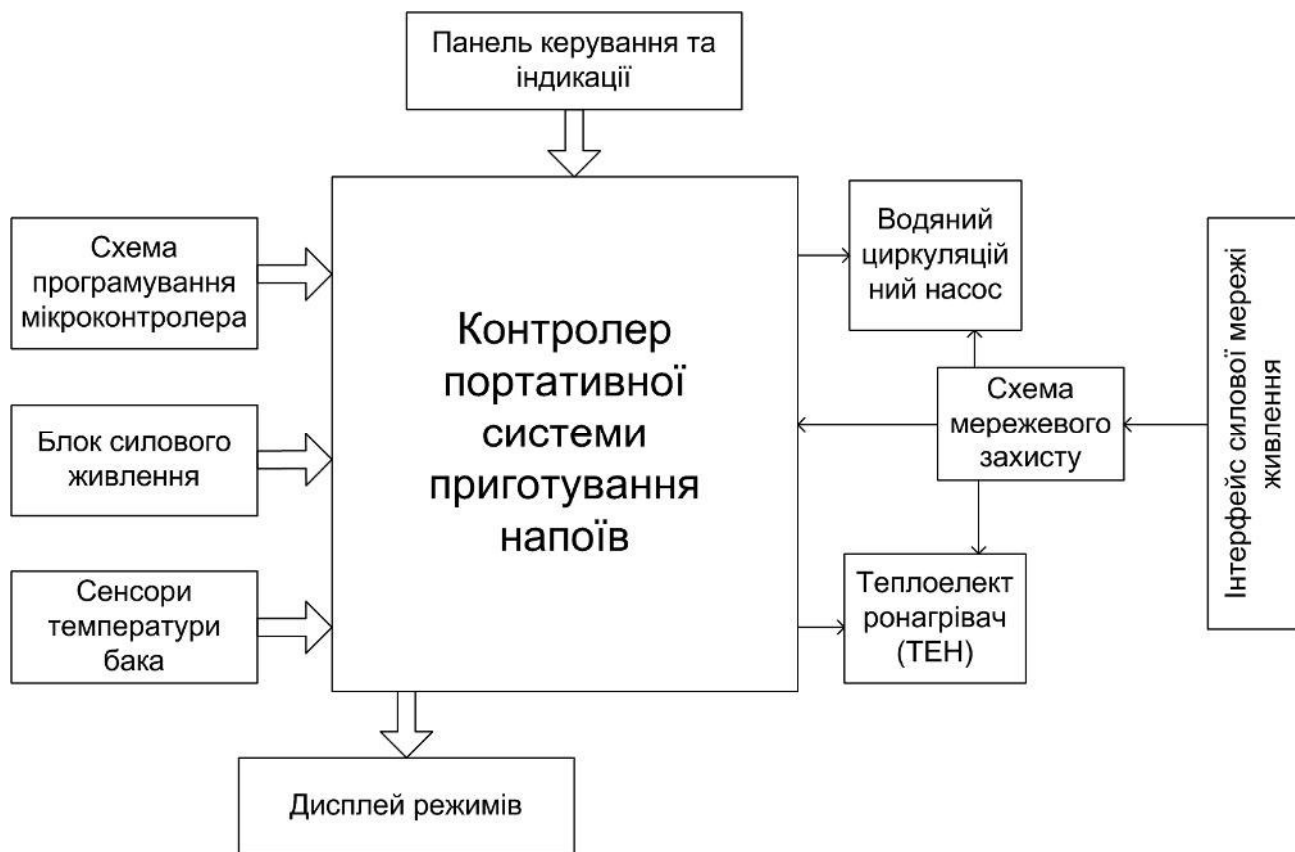 Панель керування та
індикації
Схема
програмування
мікроконтролера
Водяний
циркуляцій
ний насос
Контролер
портативної
системи
приготування
напоїв
Інтерфейс силової мережі
живлення
Схема
мережевого
захисту
Блок силового
живлення
Сенсори
температури
бака
Теплоелект
ронагрівач
(ТЕН)
Дисплей режимів